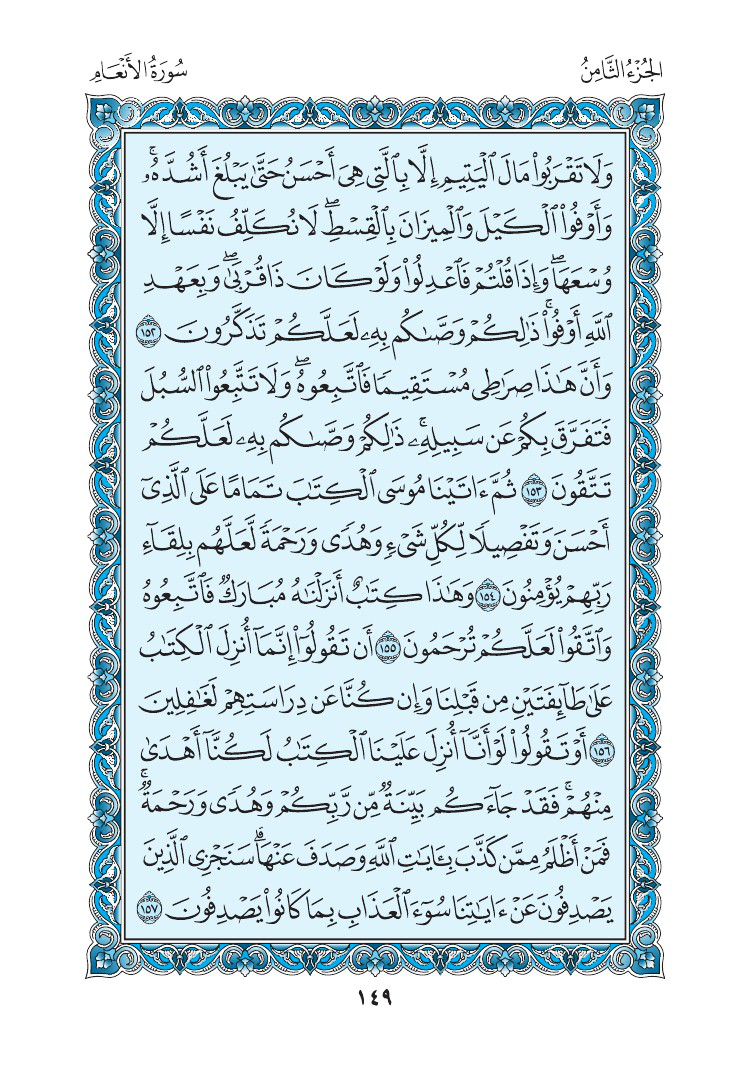 الجُزْءُ الثَّامِنُ
سُورَةُ الأَنْعَامِ
وَلَا تَقْرَبُوا۟ مَالَ ٱلْيَتِيمِ إِلَّا بِٱلَّتِى هِىَ أَحْسَنُ حَتَّىٰ يَبْلُغَ أَشُدَّهُۥۚ
وَأَوْفُوا۟ ٱلْكَيْلَ وَٱلْمِيزَانَ بِٱلْقِسْطِۖ لَا نُكَلِّفُ نَفْسًا إِلَّا
وُسْعَهَاۖ وَإِذَا قُلْتُمْ فَٱعْدِلُوا۟ وَلَوْ كَانَ ذَا قُرْبَىٰۖ وَبِعَهْدِ
ٱللَّهِ أَوْفُوا۟ۚ ذَٰلِكُمْ وَصَّىٰكُم بِهِۦ لَعَلَّكُمْ تَذَكَّرُونَ ١٥٢
وَأَنَّ هَـٰذَا صِرَٰطِى مُسْتَقِيمًا فَٱتَّبِعُوهُۖ وَلَا تَتَّبِعُوا۟ ٱلسُّبُلَ
فَتَفَرَّقَ بِكُمْ عَن سَبِيلِهِۦۚ ذَٰلِكُمْ وَصَّىٰكُم بِهِۦ لَعَلَّكُمْ
تَتَّقُونَ ١٥٣ ثُمَّ ءَاتَيْنَا مُوسَى ٱلْكِتَـٰبَ تَمَامًا عَلَى ٱلَّذِىٓ
أَحْسَنَ وَتَفْصِيلًا لِّكُلِّ شَىْءٍ وَهُدًى وَرَحْمَةً لَّعَلَّهُم بِلِقَآءِ
رَبِّهِمْ يُؤْمِنُونَ ١٥٤ وَهَـٰذَا كِتَـٰبٌ أَنزَلْنَـٰهُ مُبَارَكٌ فَٱتَّبِعُوهُ
وَٱتَّقُوا۟ لَعَلَّكُمْ تُرْحَمُونَ ١٥٥ أَن تَقُولُوٓا۟ إِنَّمَآ أُنزِلَ ٱلْكِتَـٰبُ
عَلَىٰ طَآئِفَتَيْنِ مِن قَبْلِنَا وَإِن كُنَّا عَن دِرَاسَتِهِمْ لَغَـٰفِلِينَ
١٥٦ أَوْ تَقُولُوا۟ لَوْ أَنَّآ أُنزِلَ عَلَيْنَا ٱلْكِتَـٰبُ لَكُنَّآ أَهْدَىٰ
مِنْهُمْۚ فَقَدْ جَآءَكُم بَيِّنَةٌ مِّن رَّبِّكُمْ وَهُدًى وَرَحْمَةٌۚ
فَمَنْ أَظْلَمُ مِمَّن كَذَّبَ بِـَٔايَـٰتِ ٱللَّهِ وَصَدَفَ عَنْهَاۗ سَنَجْزِى ٱلَّذِينَ
يَصْدِفُونَ عَنْ ءَايَـٰتِنَا سُوٓءَ ٱلْعَذَابِ بِمَا كَانُوا۟ يَصْدِفُونَ ١٥٧
١٤٩